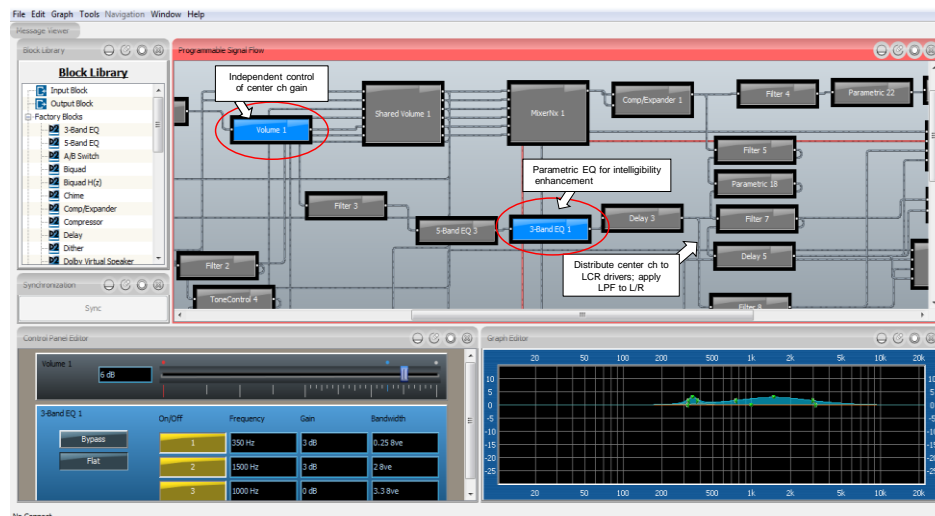 File Edit Graph Tools Navigation Window Help
Message Viewer
Block Library
Block Library
Input Block
Output Block
Factory Blocks
3-Band EQ
5-Band EQ
A/B Switch
Biquad
Biquad H(z)
Chime
Comp/Expander
Compressor
Delay
Dither
Dolby Virtual Speaker
Synchronization
Sync
Programmable Signal Flow
Independent control
of center ch gain
Volume 1
Shared Volume 1
MixerNx 1
Comp/Expander 1
Filter 4
Parametric 22
Filter 5
Parametric EQ for intelligibility
enhancement
Parametric 18
Filter 3
5-Band EQ 3
3-Band EQ 1
Delay 3
Filter 7
Filter 2
Delay 5
Distribute center ch to
LCR drivers; apply
LPF to L/R
ToneControl 4
Filter 8
Control Panel Editor
Volume 1
6 dB
3-Band EQ 1
On/Off Frequency Gain Bandwidth
Bypass
Flat
1 350 Hz 3 dB 0.25 8ve
2 1500 Hz 3 dB 2 8ve
3 1000 Hz 0 dB 3.3 8ve
Graph Editor
20 50 100 200 500 1k 2k 5k 10k 20k
10 10
5 5
0 0
-5 -5
-10 -10
-15 -15
-20 -20
-25 -25
20 50 100 200 500 1k 2k 5k 10k 20k